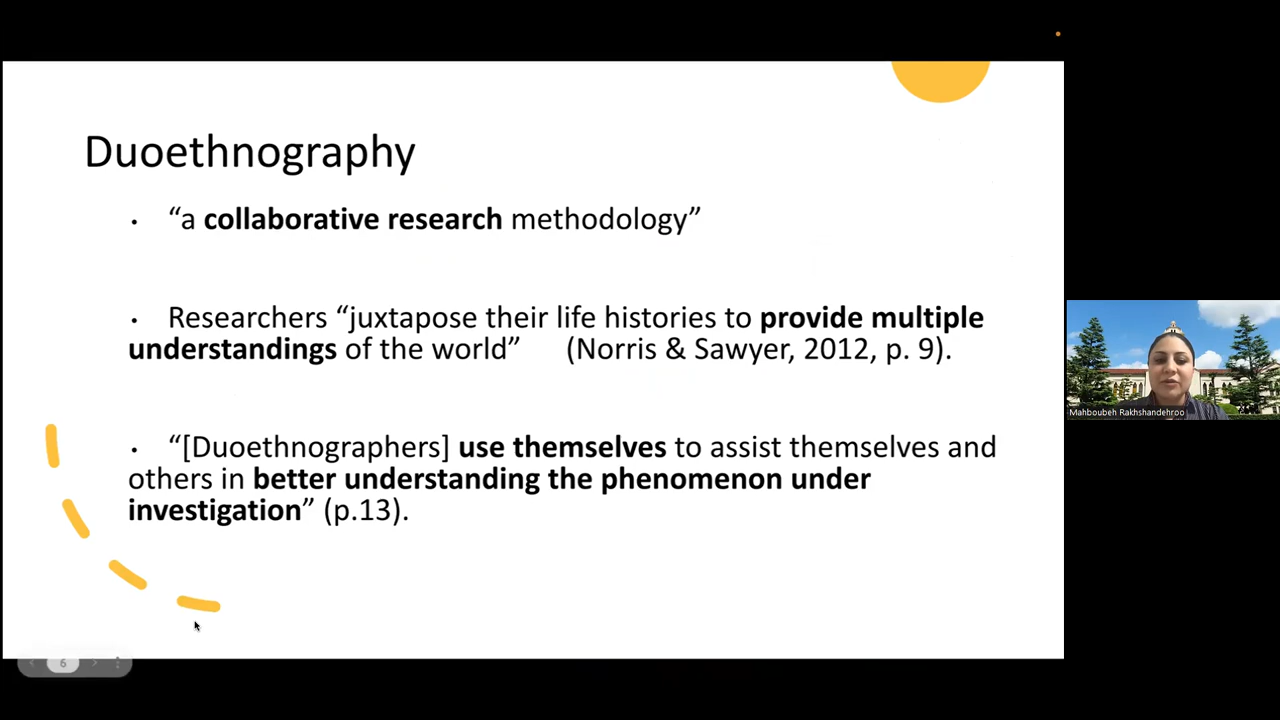 Duoethnography
• “a collaborative research methodology”
• Researchers “juxtapose their life histories to provide multiple
understandings of the world” (Norris & Sawyer, 2012, p. 9).
• “[Duoethnographers] use themselves to assist themselves and
others in better understanding the phenomenon under
investigation” (p.13).
Mahboubeh Rakhshandehroo
6